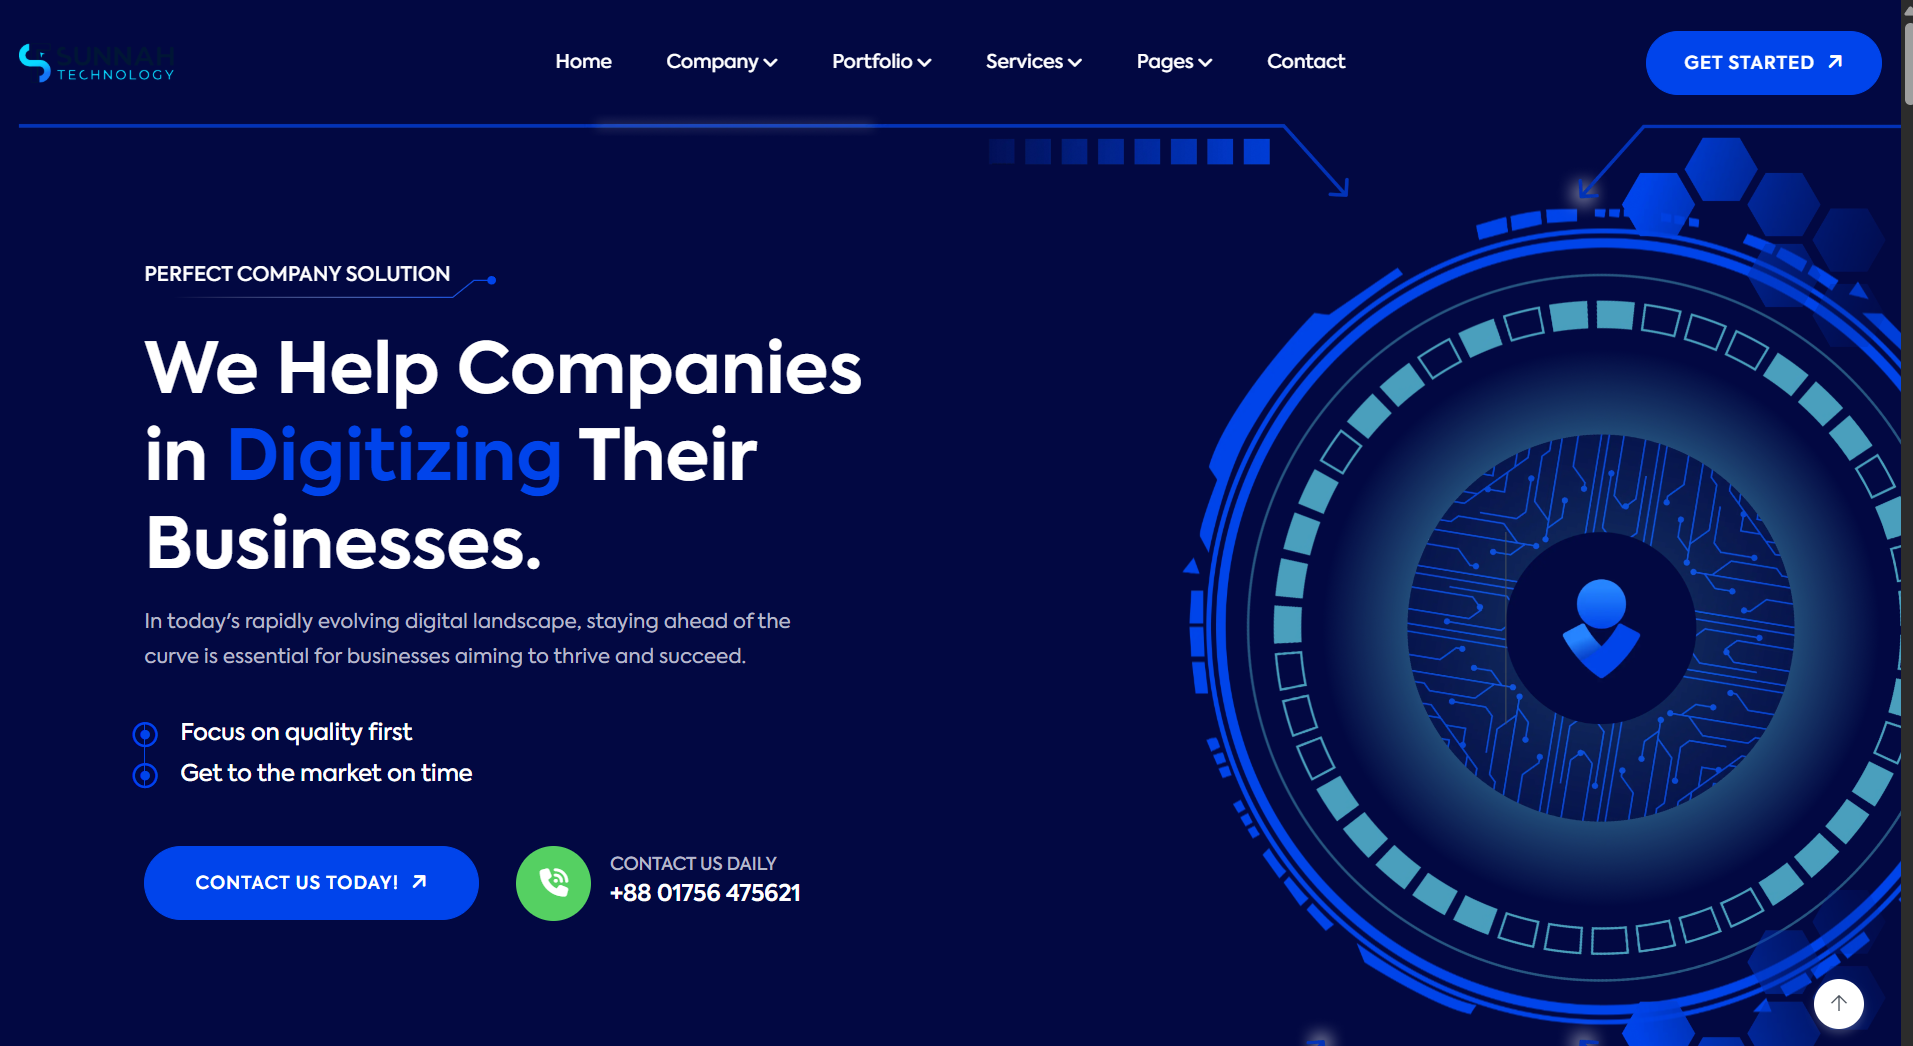 SUNNAH
TECHNOLOGY
Home
Company
Portfolio
Services
Pages
Contact
GET STARTED
PERFECT COMPANY SOLUTION
We Help Companies
in Digitizing Their
Businesses.
In today's rapidly evolving digital landscape, staying ahead of the
curve is essential for businesses aiming to thrive and succeed.
Focus on quality first
Get to the market on time
CONTACT US TODAY!
CONTACT US DAILY
+88 01756 475621